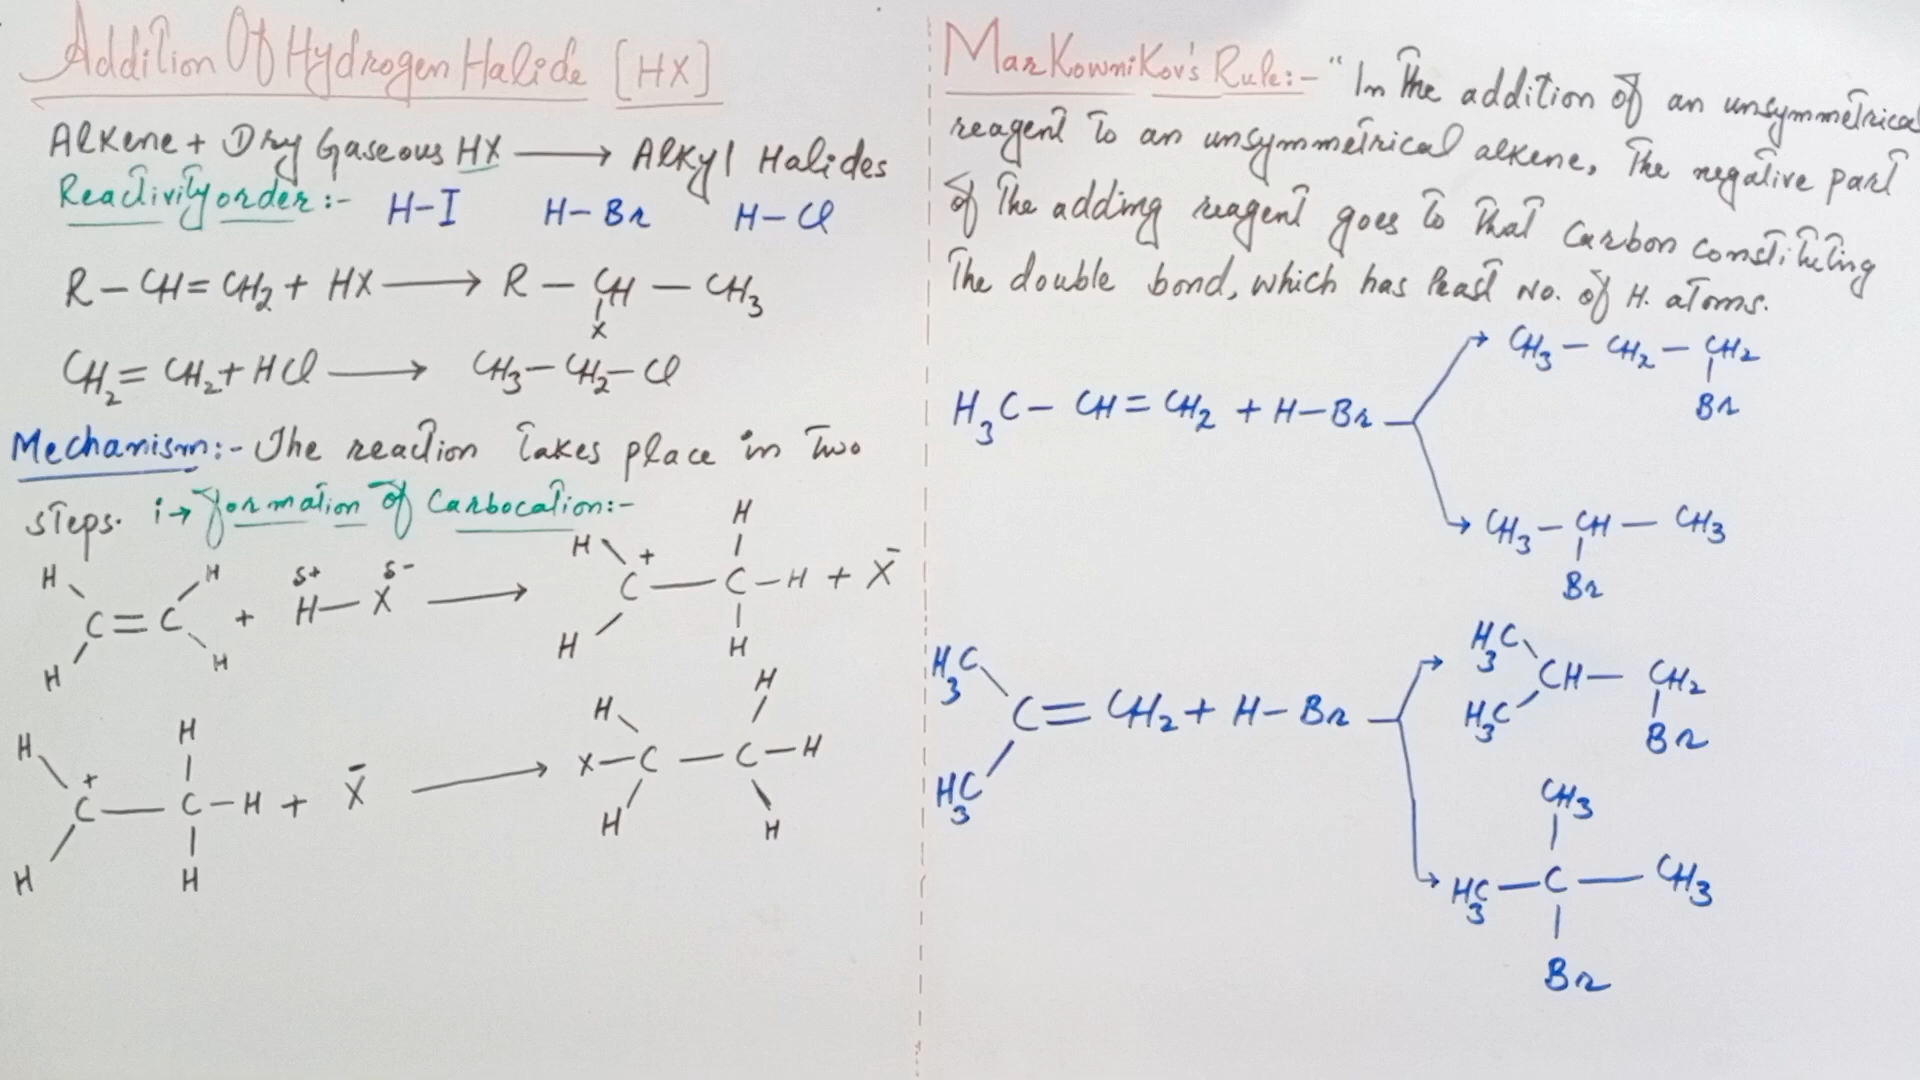 Addition Of Hydrogen Halide [HX]
Alkene + Dry Gaseous HX ⟶ Alkyl Halides
Reactivity order :- H-I H-Br H-Cl
R - CH = CH2 + HX ⟶ R - CH - CH3
X
CH2 = CH2 + HCl ⟶ CH3 - CH2 - Cl
Mechanism:- The reaction takes place in two
steps. i→ formation of Carbocation:-
H H H H
δ+ δ- +
C = C + H - X ⟶ C - C - H + X̄
H H H H
H H H H
+
C - C - H + X̄ ⟶ X - C - C - H
H H H H
MarKowniKov's Rule:- "In the addition of an unsymmetrical
reagent to an unsymmetrical alkene, The negative part
of the adding reagent goes to that Carbon constituting
The double bond, which has least No. of H. atoms.
CH3 - CH2 - CH2
Br
H3C - CH = CH2 + H - Br
CH3 - CH - CH3
Br
H3C
CH - CH2
H3C Br
H3C
C = CH2 + H - Br
H3C
CH3
H3C - C - CH3
Br